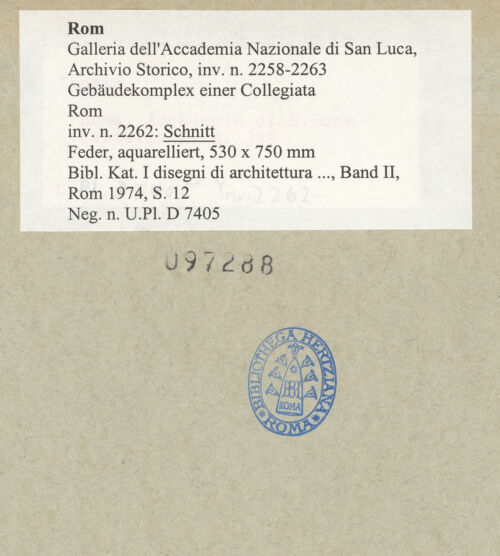 Rom
Galleria dell'Accademia Nazionale di San Luca,
Archivio Storico, inv. n. 2258-2263
Gebäudekomplex einer Collegiata
Rom
inv. n. 2262: Schnitt
Feder, aquarelliert, 530 x 750 mm
Bibl. Kat. I disegni di architettura ..., Band II,
Rom 1974, S. 12
Neg. n. U.Pl. D 7405
097288
BIBLIOTHECA HERTZIANA
ROMA
* ROMA *